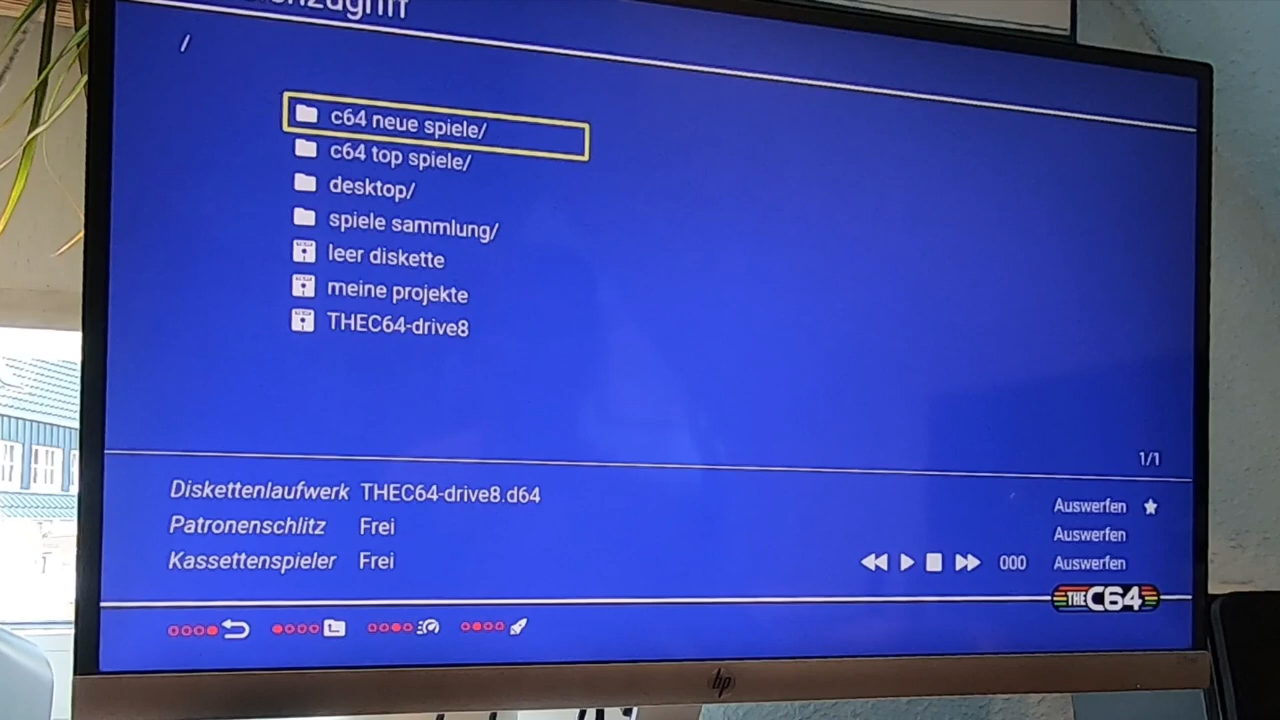 /
c64 neue spiele/
c64 top spiele/
desktop/
spiele sammlung/
leer diskette
meine projekte
THEC64-drive8
1/1
Diskettenlaufwerk THEC64-drive8.d64 Auswerfen
Patronenschlitz Frei Auswerfen
Kassettenspieler Frei 000 Auswerfen
THEC64
hp